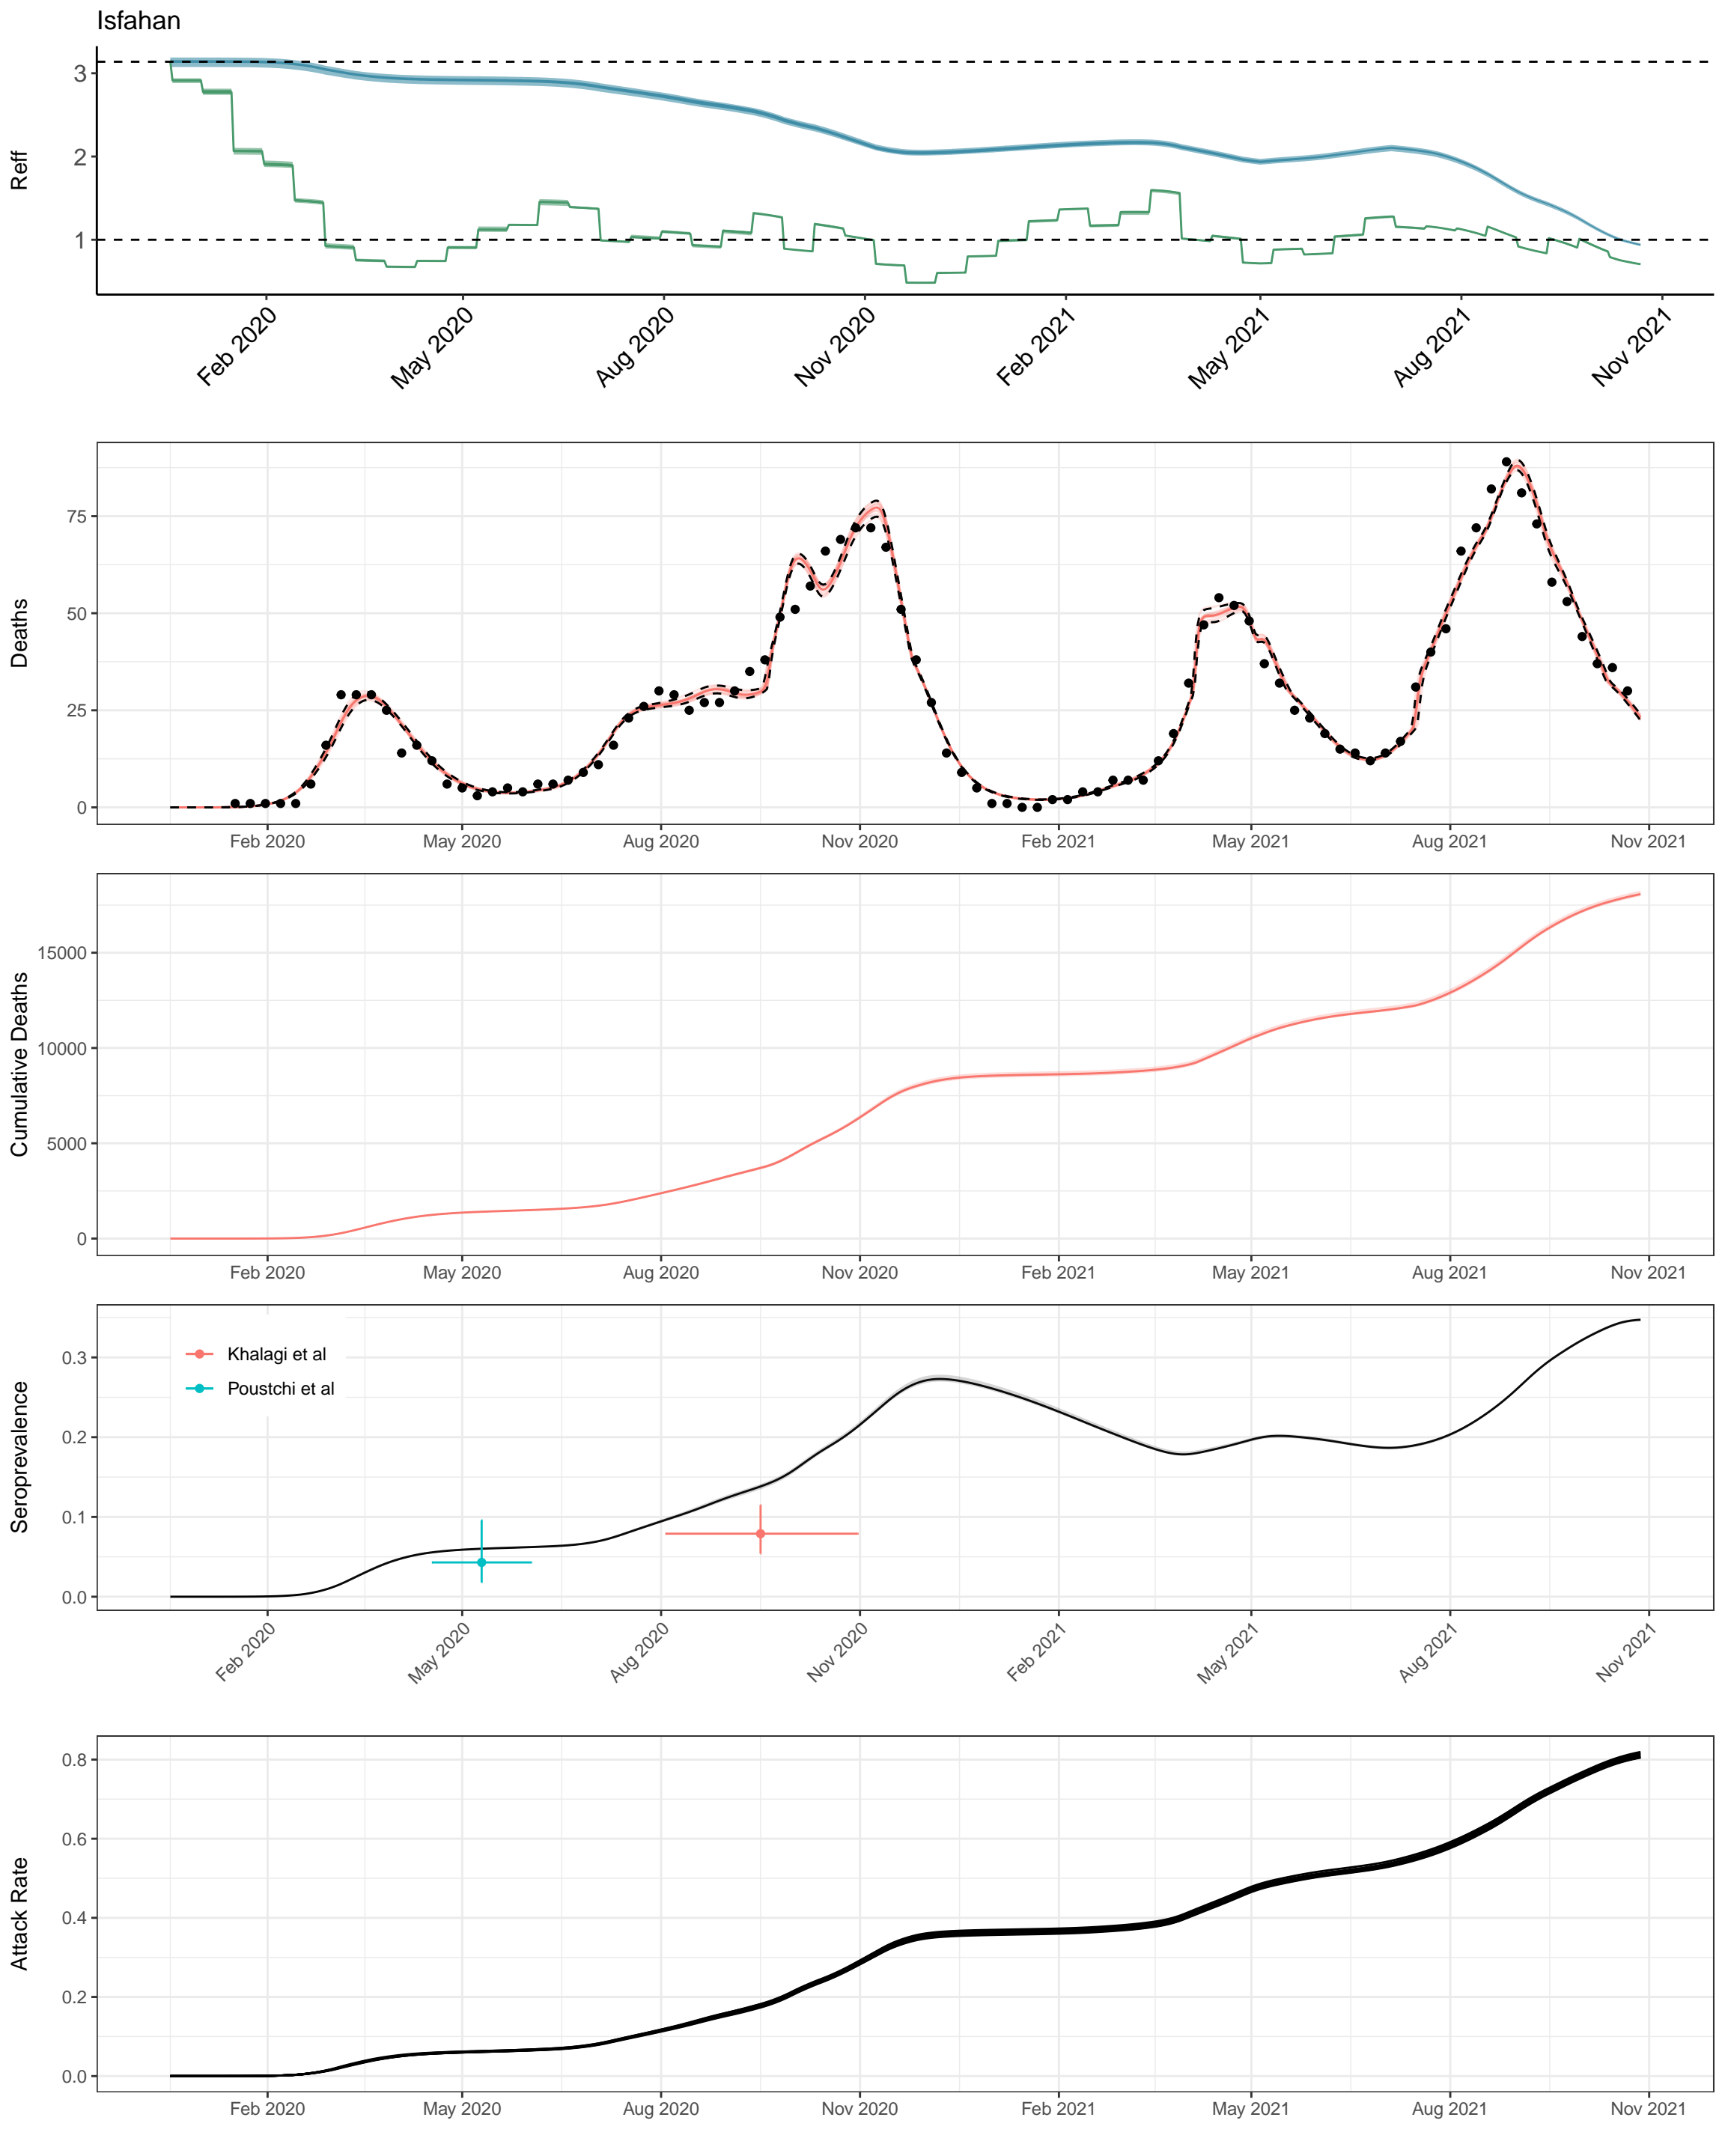 Isfahan
Reff
3
2
1
Feb 2020
May 2020
Aug 2020
Nov 2020
Feb 2021
May 2021
Aug 2021
Nov 2021
Deaths
75
50
25
0
Feb 2020
May 2020
Aug 2020
Nov 2020
Feb 2021
May 2021
Aug 2021
Nov 2021
Cumulative Deaths
15000
10000
5000
0
Feb 2020
May 2020
Aug 2020
Nov 2020
Feb 2021
May 2021
Aug 2021
Nov 2021
Seroprevalence
0.3
0.2
0.1
0.0
Khalagi et al
Poustchi et al
Feb 2020
May 2020
Aug 2020
Nov 2020
Feb 2021
May 2021
Aug 2021
Nov 2021
Attack Rate
0.8
0.6
0.4
0.2
0.0
Feb 2020
May 2020
Aug 2020
Nov 2020
Feb 2021
May 2021
Aug 2021
Nov 2021